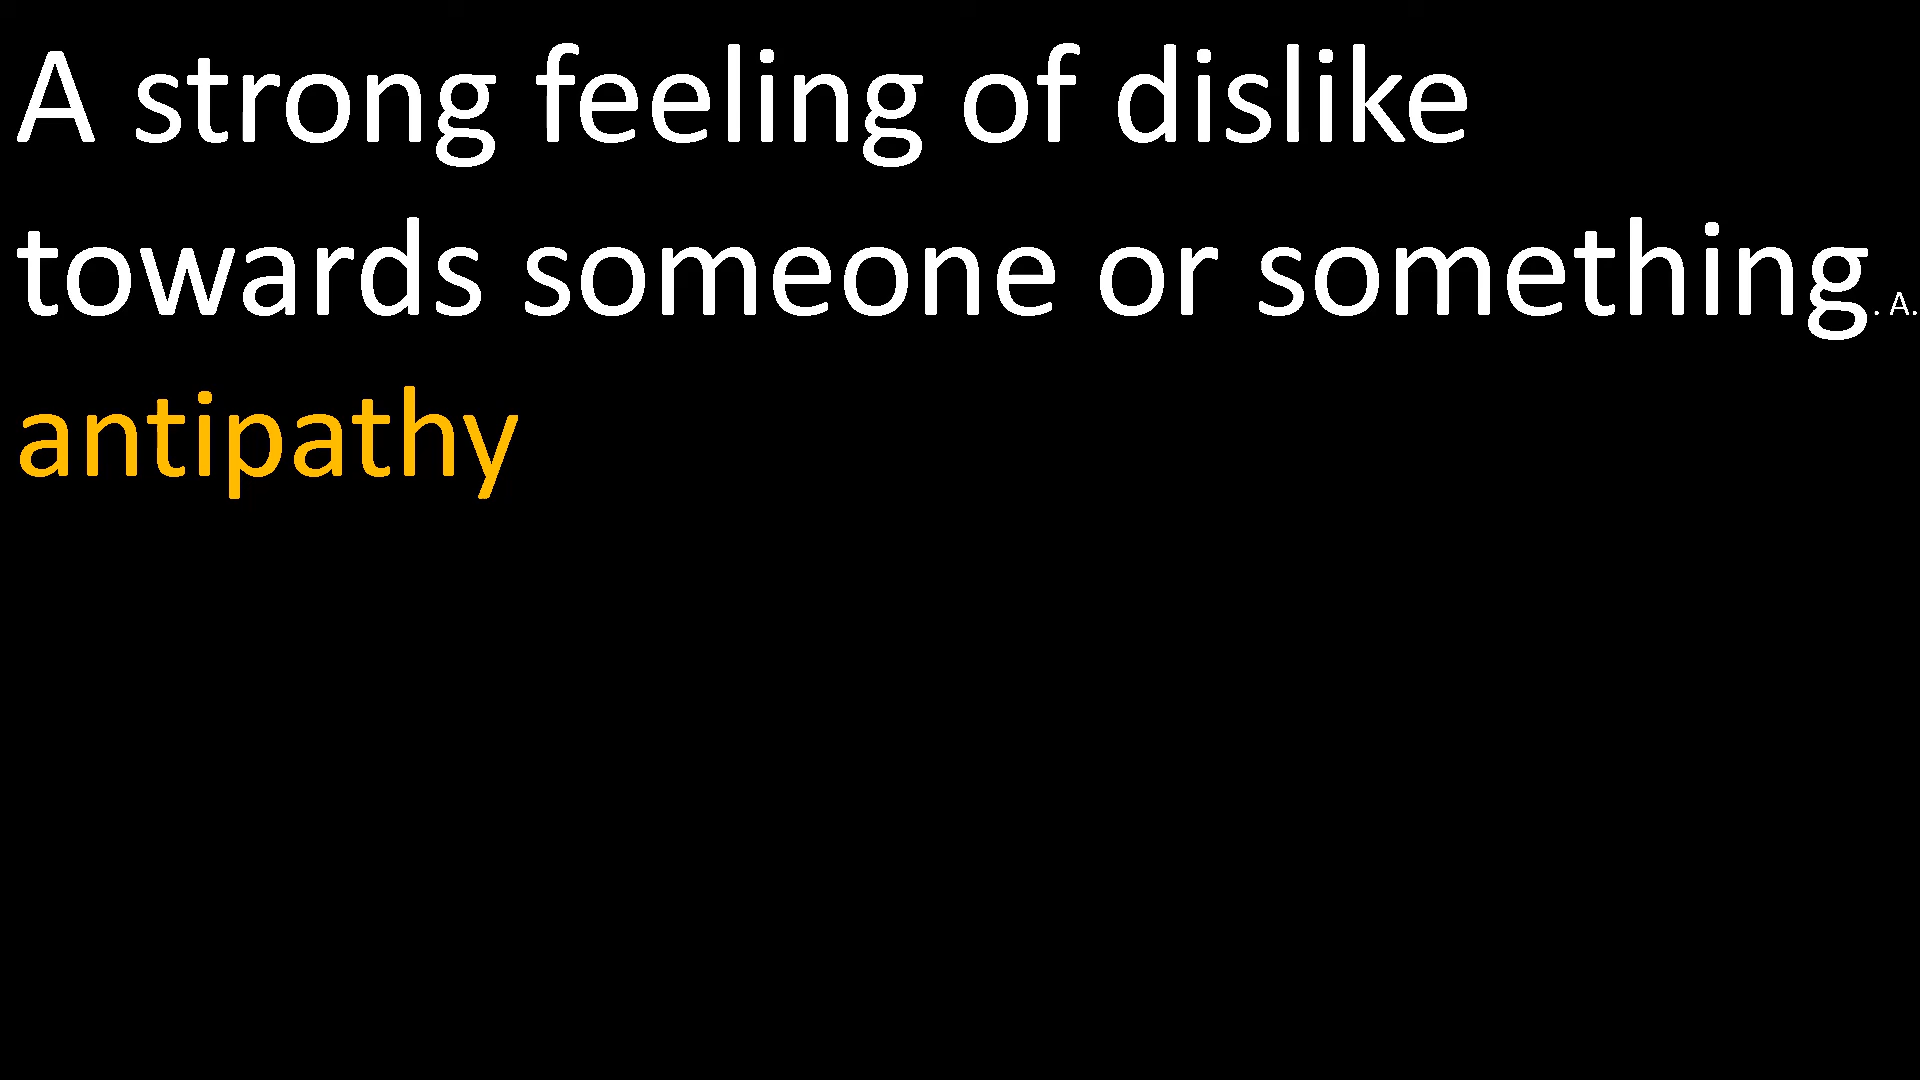 A strong feeling of dislike
towards someone or something. A.
antipathy